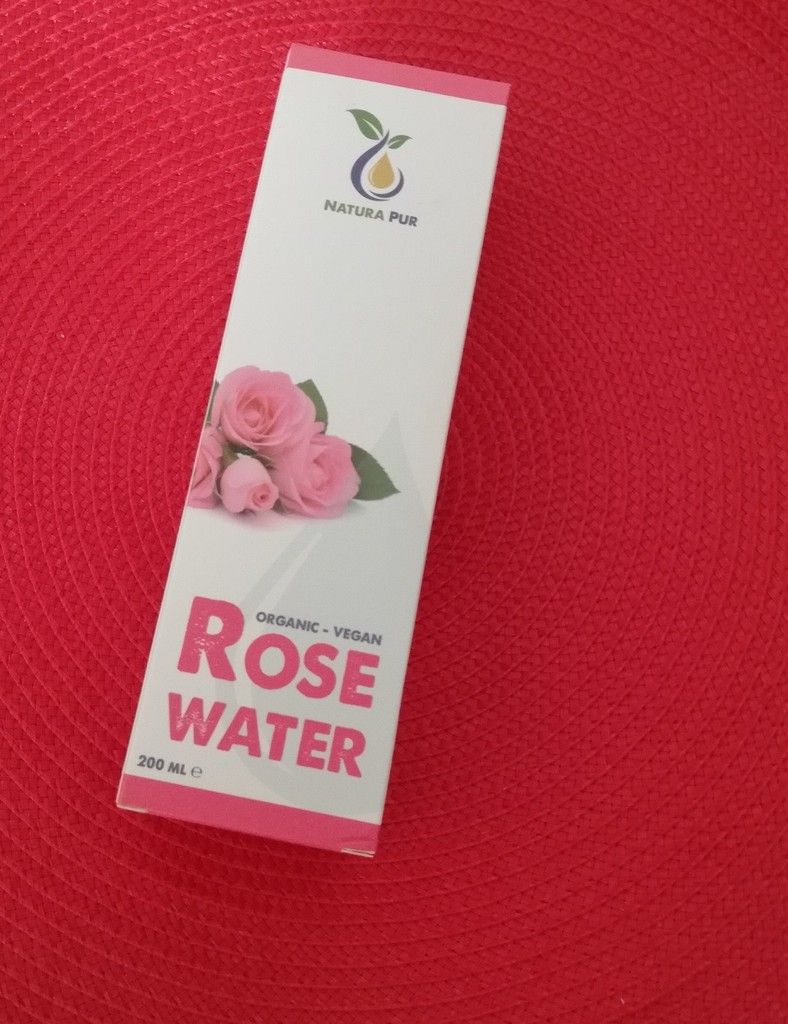 NATURA PUR
ORGANIC - VEGAN
ROSE
WATER
200 ML ℮